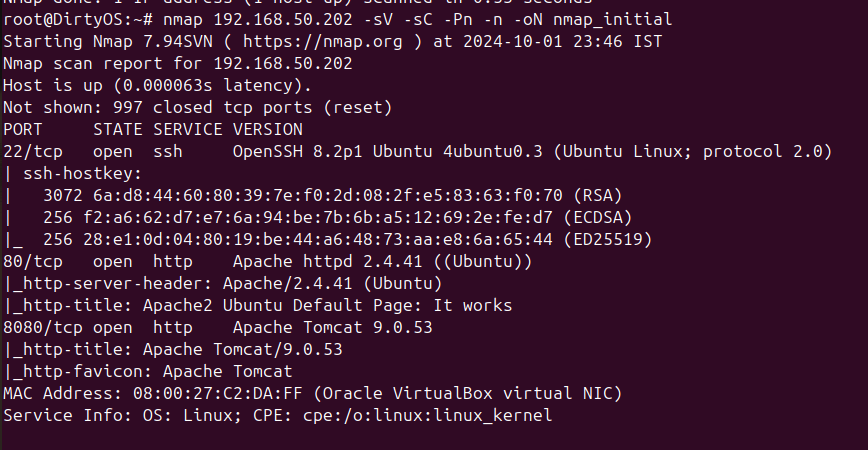 Nmap done: 1 IP address (1 host up) scanned in 0.55 seconds
root@DirtyOS:~# nmap 192.168.50.202 -sV -sC -Pn -n -oN nmap_initial
Starting Nmap 7.94SVN ( https://nmap.org ) at 2024-10-01 23:46 IST
Nmap scan report for 192.168.50.202
Host is up (0.000063s latency).
Not shown: 997 closed tcp ports (reset)
PORT     STATE SERVICE VERSION
22/tcp   open  ssh     OpenSSH 8.2p1 Ubuntu 4ubuntu0.3 (Ubuntu Linux; protocol 2.0)
| ssh-hostkey:
|   3072 6a:d8:44:60:80:39:7e:f0:2d:08:2f:e5:83:63:f0:70 (RSA)
|   256 f2:a6:62:d7:e7:6a:94:be:7b:6b:a5:12:69:2e:fe:d7 (ECDSA)
|_  256 28:e1:0d:04:80:19:be:44:a6:48:73:aa:e8:6a:65:44 (ED25519)
80/tcp   open  http    Apache httpd 2.4.41 ((Ubuntu))
|_http-server-header: Apache/2.4.41 (Ubuntu)
|_http-title: Apache2 Ubuntu Default Page: It works
8080/tcp open  http    Apache Tomcat 9.0.53
|_http-title: Apache Tomcat/9.0.53
|_http-favicon: Apache Tomcat
MAC Address: 08:00:27:C2:DA:FF (Oracle VirtualBox virtual NIC)
Service Info: OS: Linux; CPE: cpe:/o:linux:linux_kernel